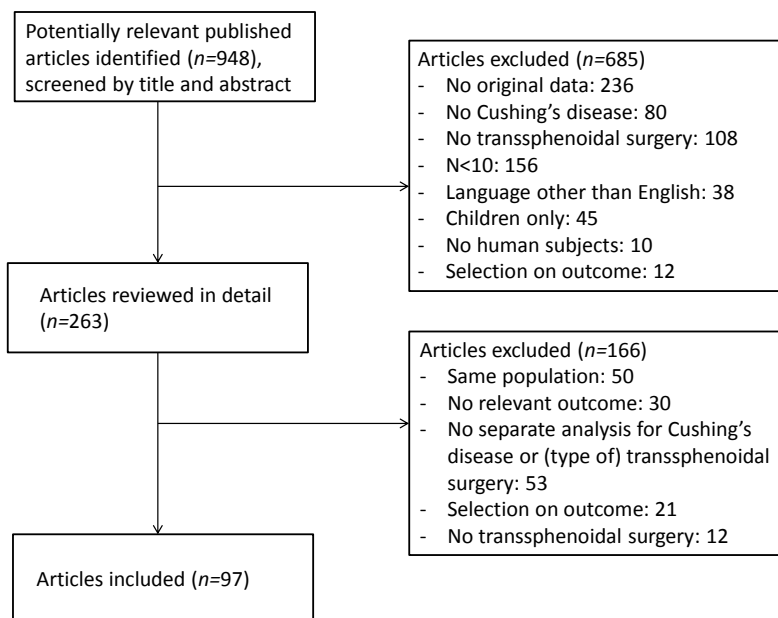 Potentially relevant published
articles identified (n=948),
screened by title and abstract
Articles excluded (n=685)
- No original data: 236
- No Cushing's disease: 80
- No transsphenoidal surgery: 108
- N<10: 156
- Language other than English: 38
- Children only: 45
- No human subjects: 10
- Selection on outcome: 12
Articles reviewed in detail
(n=263)
Articles excluded (n=166)
- Same population: 50
- No relevant outcome: 30
- No separate analysis for Cushing's
disease or (type of) transsphenoidal
surgery: 53
- Selection on outcome: 21
- No transsphenoidal surgery: 12
Articles included (n=97)